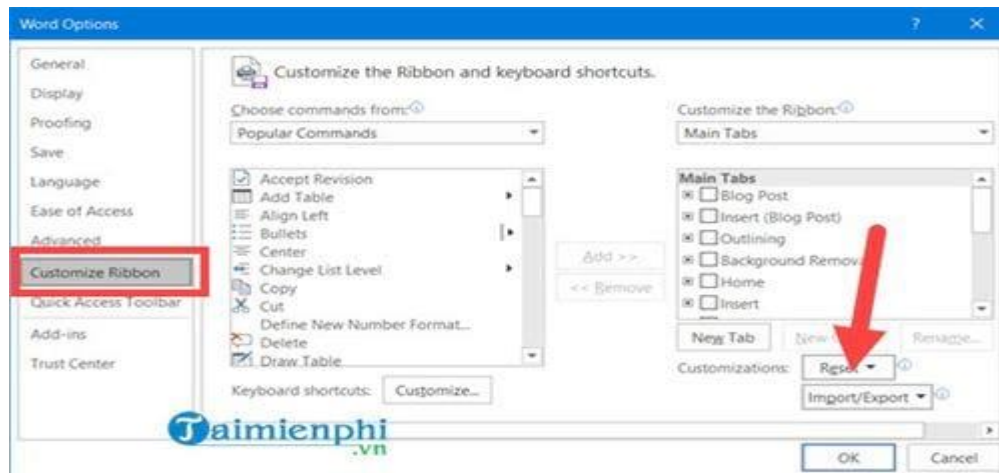 Word Options
General
Display
Proofing
Save
Language
Ease of Access
Advanced
Customize Ribbon
Quick Access Toolbar
Add-ins
Trust Center
Customize the Ribbon and keyboard shortcuts.
Choose commands from:
Popular Commands
Accept Revision
Add Table
Align Left
Bullets
Center
Change List Level
Copy
Cut
Define New Number Format...
Delete
Draw Table
Keyboard shortcuts: Customize...
Add >>
<< Remove
Customize the Ribbon:
Main Tabs
Main Tabs
Blog Post
Insert (Blog Post)
Outlining
Background Remova
Home
Insert
New Tab New Rename...
Customizations: Reset
Import/Export
OK Cancel
Taimienphi
.vn